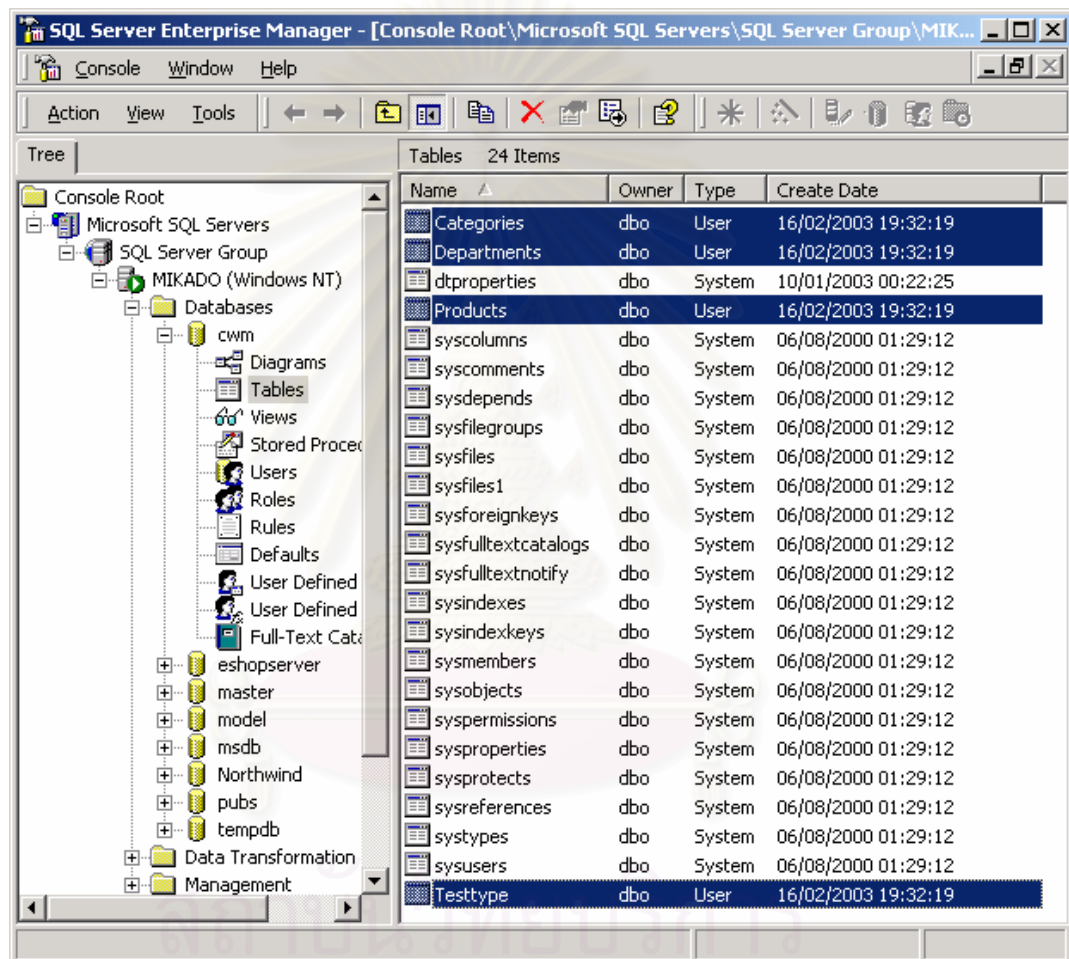 SQL Server Enterprise Manager - [Console Root\Microsoft SQL Servers\SQL Server Group\MIK...
Console Window Help
Action View Tools
Tree
Console Root
Microsoft SQL Servers
SQL Server Group
MIKADO (Windows NT)
Databases
cwm
Diagrams
Tables
Views
Stored Proced
Users
Roles
Rules
Defaults
User Defined
User Defined
Full-Text Cata
eshopserver
master
model
msdb
Northwind
pubs
tempdb
Data Transformation
Management
Tables 24 Items
Name Owner Type Create Date
Categories dbo User 16/02/2003 19:32:19
Departments dbo User 16/02/2003 19:32:19
dtproperties dbo System 10/01/2003 00:22:25
Products dbo User 16/02/2003 19:32:19
syscolumns dbo System 06/08/2000 01:29:12
syscomments dbo System 06/08/2000 01:29:12
sysdepends dbo System 06/08/2000 01:29:12
sysfilegroups dbo System 06/08/2000 01:29:12
sysfiles dbo System 06/08/2000 01:29:12
sysfiles1 dbo System 06/08/2000 01:29:12
sysforeignkeys dbo System 06/08/2000 01:29:12
sysfulltextcatalogs dbo System 06/08/2000 01:29:12
sysfulltextnotify dbo System 06/08/2000 01:29:12
sysindexes dbo System 06/08/2000 01:29:12
sysindexkeys dbo System 06/08/2000 01:29:12
sysmembers dbo System 06/08/2000 01:29:12
sysobjects dbo System 06/08/2000 01:29:12
syspermissions dbo System 06/08/2000 01:29:12
sysproperties dbo System 06/08/2000 01:29:12
sysprotects dbo System 06/08/2000 01:29:12
sysreferences dbo System 06/08/2000 01:29:12
systypes dbo System 06/08/2000 01:29:12
sysusers dbo System 06/08/2000 01:29:12
Testtype dbo User 16/02/2003 19:32:19
สถาบันวิทยบริการ